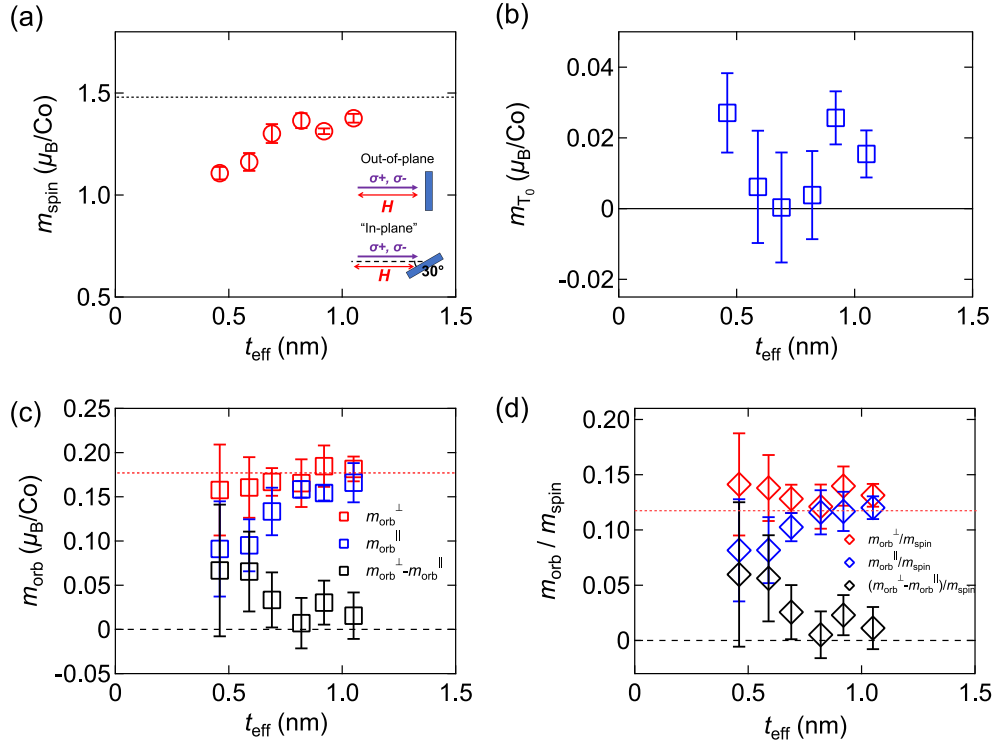 (a)
1.5
1.0
0.5
m_spin (μ_B/Co)
Out-of-plane
σ+, σ-
H
"In-plane"
σ+, σ-
H
30°
0
0.5
1.0
1.5
t_eff (nm)
(b)
0.04
0.02
0
-0.02
m_T₀ (μ_B/Co)
0
0.5
1.0
1.5
t_eff (nm)
(c)
0.25
0.20
0.15
0.10
0.05
0
-0.05
m_orb (μ_B/Co)
m_orb^⊥
m_orb^∥
m_orb^⊥-m_orb^∥
0
0.5
1.0
1.5
t_eff (nm)
(d)
0.20
0.15
0.10
0.05
0
m_orb / m_spin
m_orb^⊥/m_spin
m_orb^∥/m_spin
(m_orb^⊥-m_orb^∥)/m_spin
0
0.5
1.0
1.5
t_eff (nm)